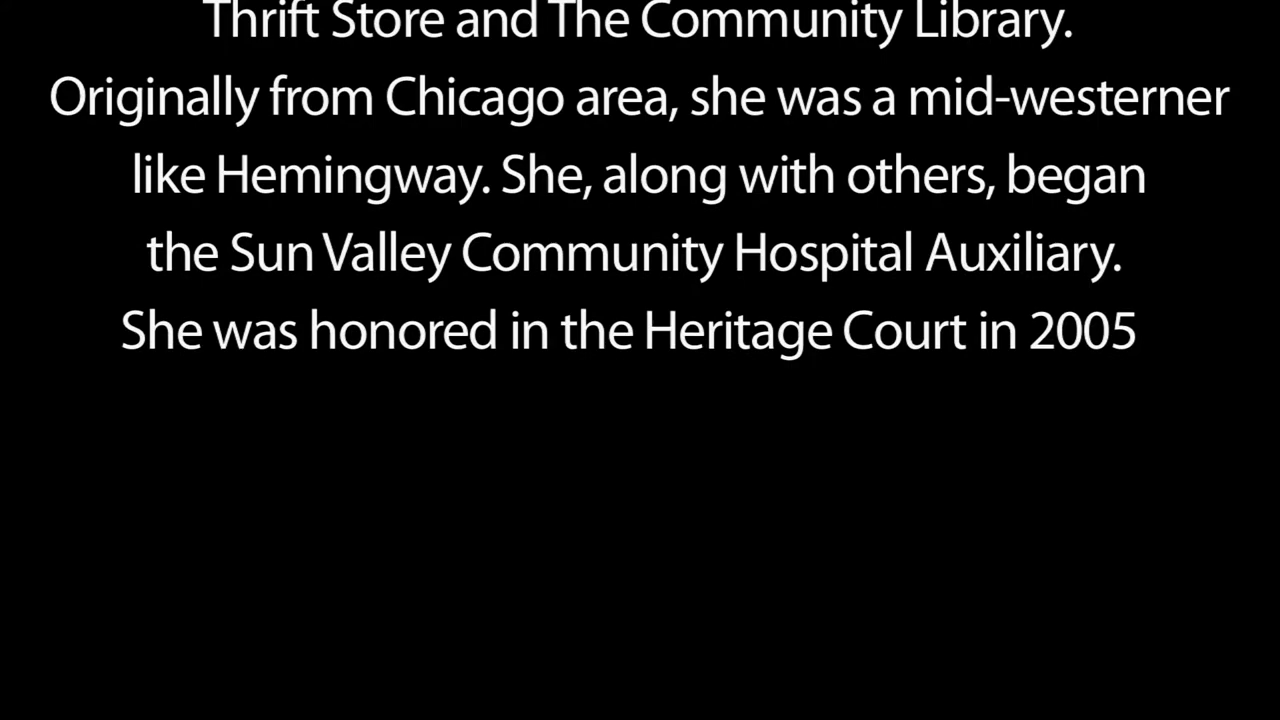 Thrift Store and The Community Library.
Originally from Chicago area, she was a mid-westerner
like Hemingway. She, along with others, began
the Sun Valley Community Hospital Auxiliary.
She was honored in the Heritage Court in 2005